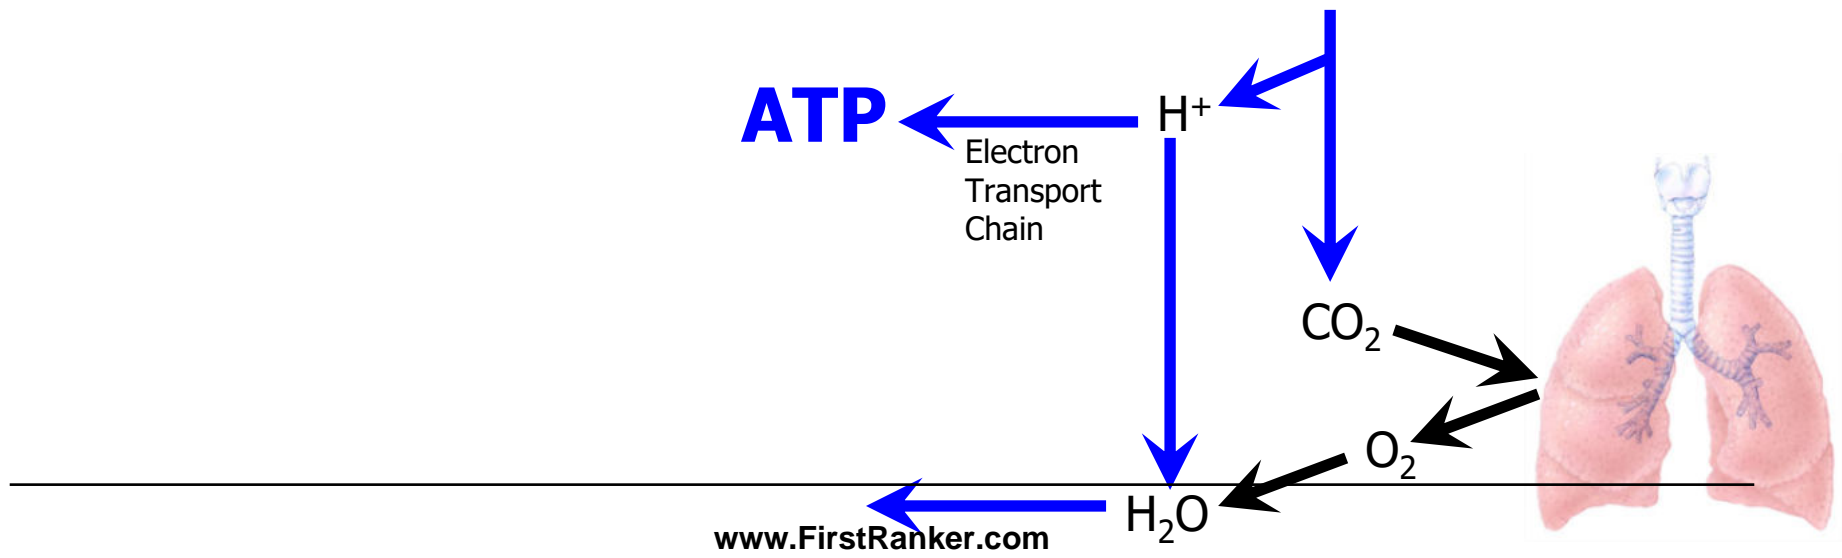 ATP
H⁺
Electron
Transport
Chain
CO₂
O₂
H₂O
www.FirstRanker.com